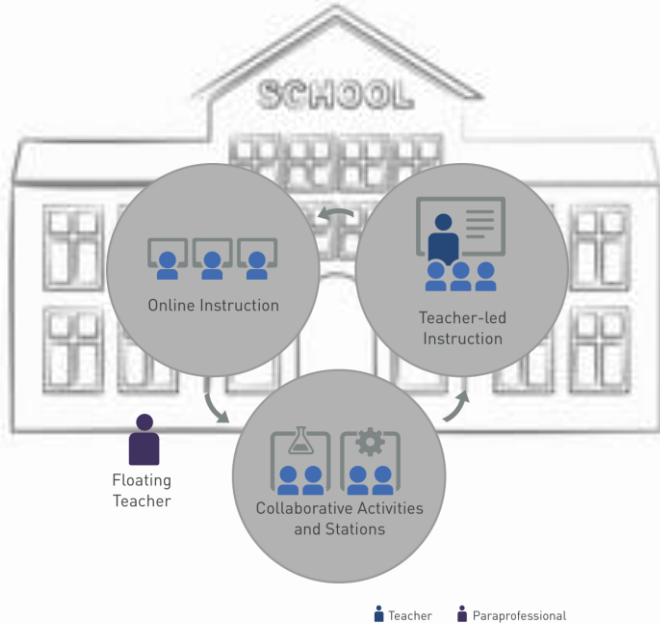 SCHOOL
Online Instruction
Teacher-led
Instruction
Floating
Teacher
Collaborative Activities
and Stations
Teacher
Paraprofessional